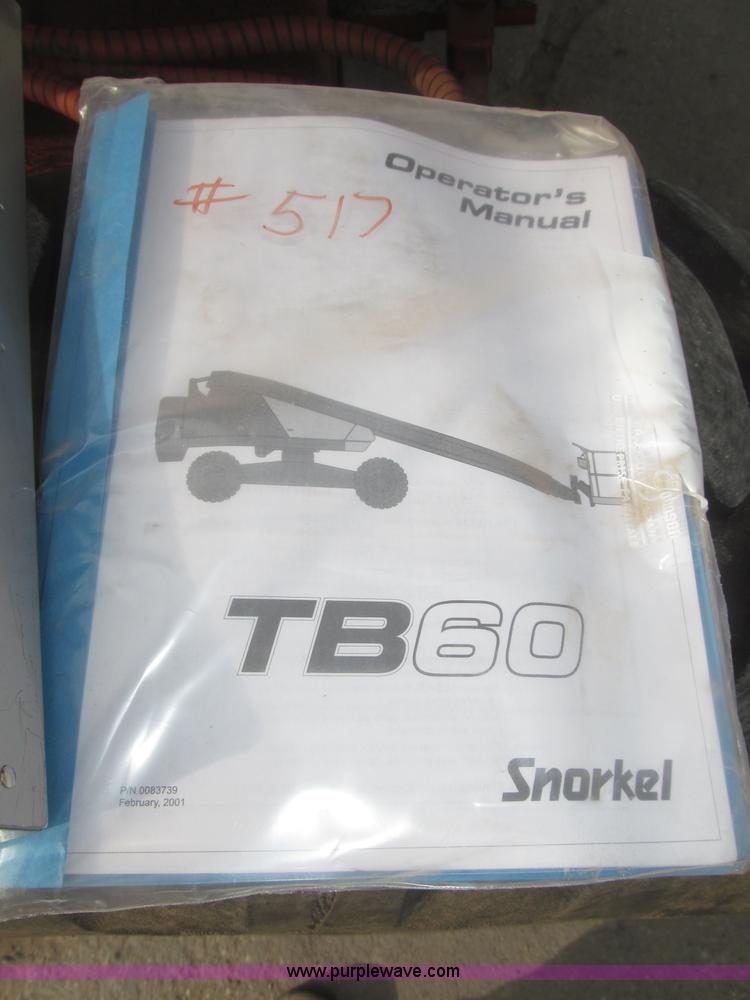 Operator's
Manual
# 517
TB60
Snorkel
P/N 0083739
February, 2001
www.purplewave.com